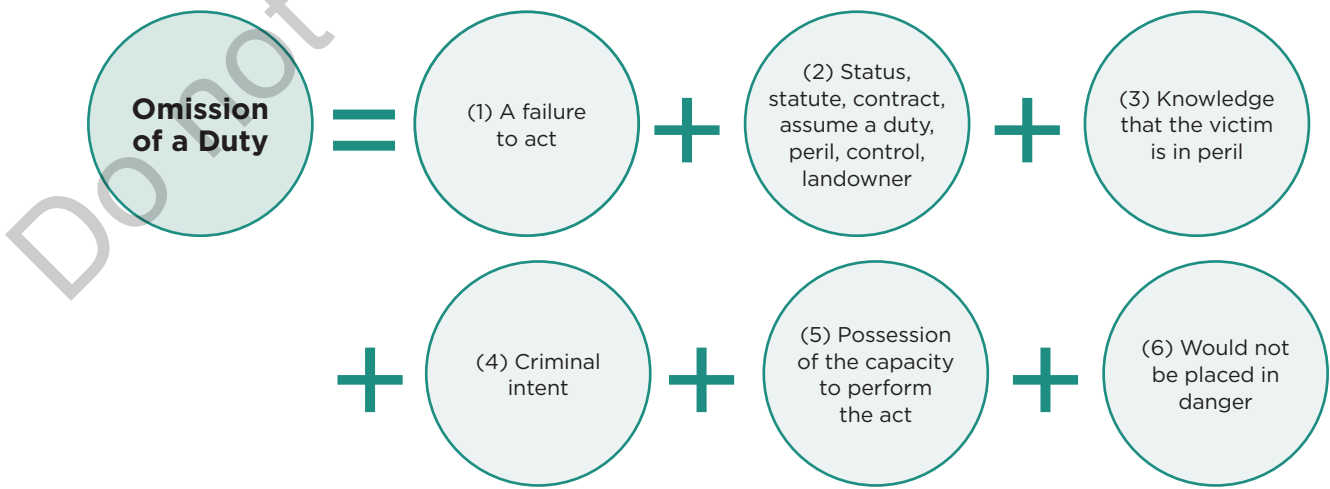 Do not
Omission
of a Duty
=
(1) A failure
to act
+
(2) Status,
statute, contract,
assume a duty,
peril, control,
landowner
+
(3) Knowledge
that the victim
is in peril
+
(4) Criminal
intent
+
(5) Possession
of the capacity
to perform
the act
+
(6) Would not
be placed in
danger